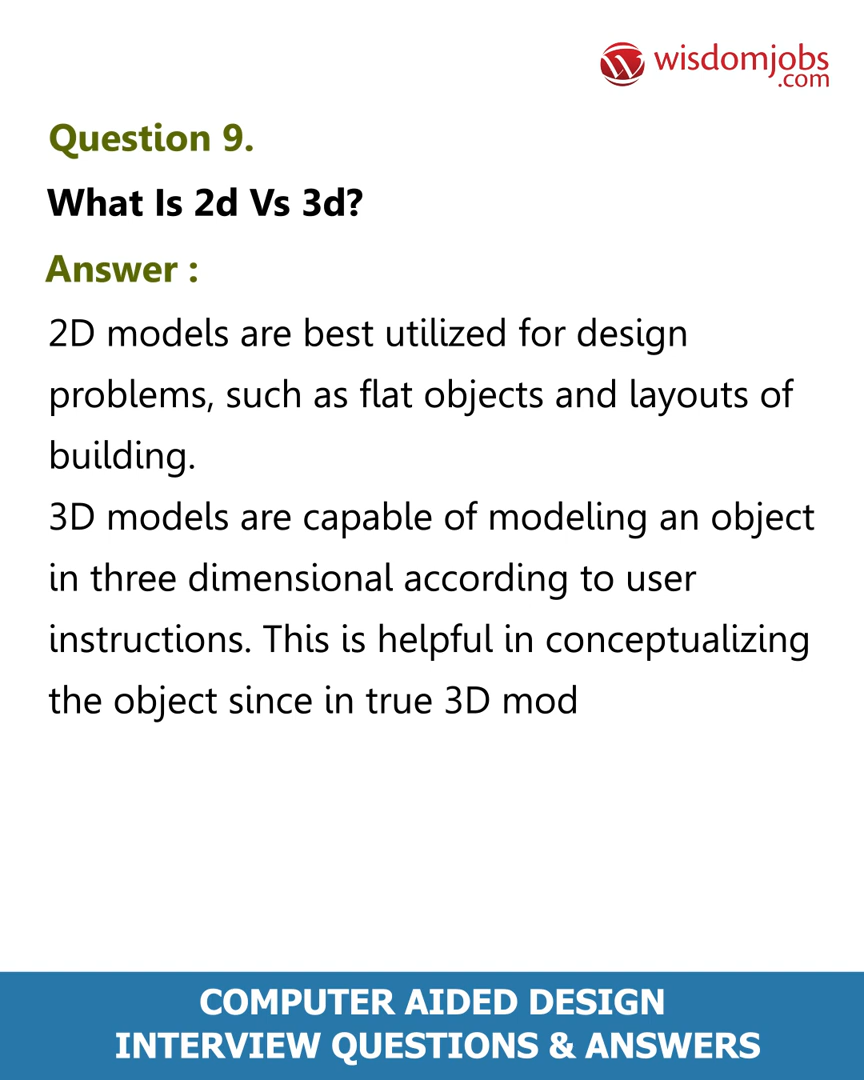 wisdomjobs
.com
Question 9.
What Is 2d Vs 3d?
Answer :
2D models are best utilized for design
problems, such as flat objects and layouts of
building.
3D models are capable of modeling an object
in three dimensional according to user
instructions. This is helpful in conceptualizing
the object since in true 3D mod
COMPUTER AIDED DESIGN
INTERVIEW QUESTIONS & ANSWERS